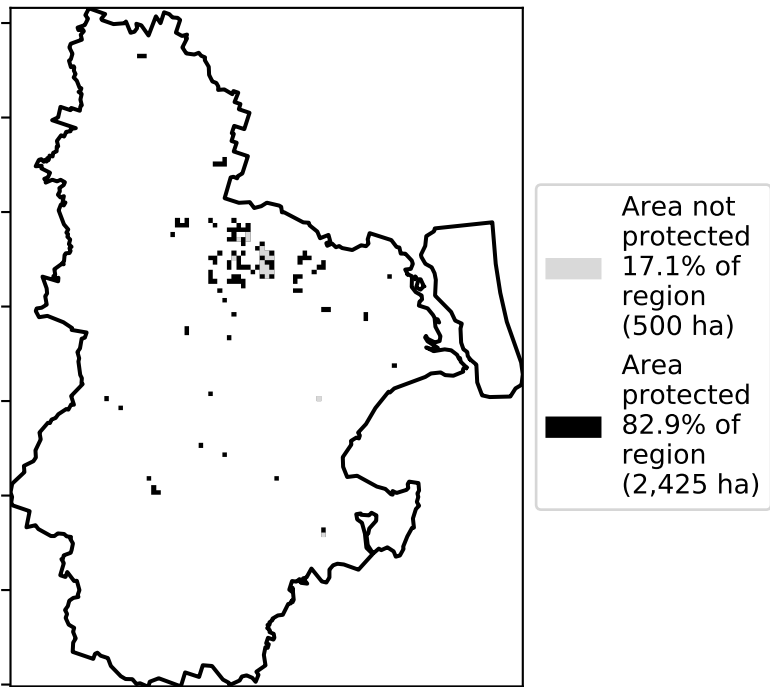 Area not
protected
17.1% of
region
(500 ha)
Area
protected
82.9% of
region
(2,425 ha)